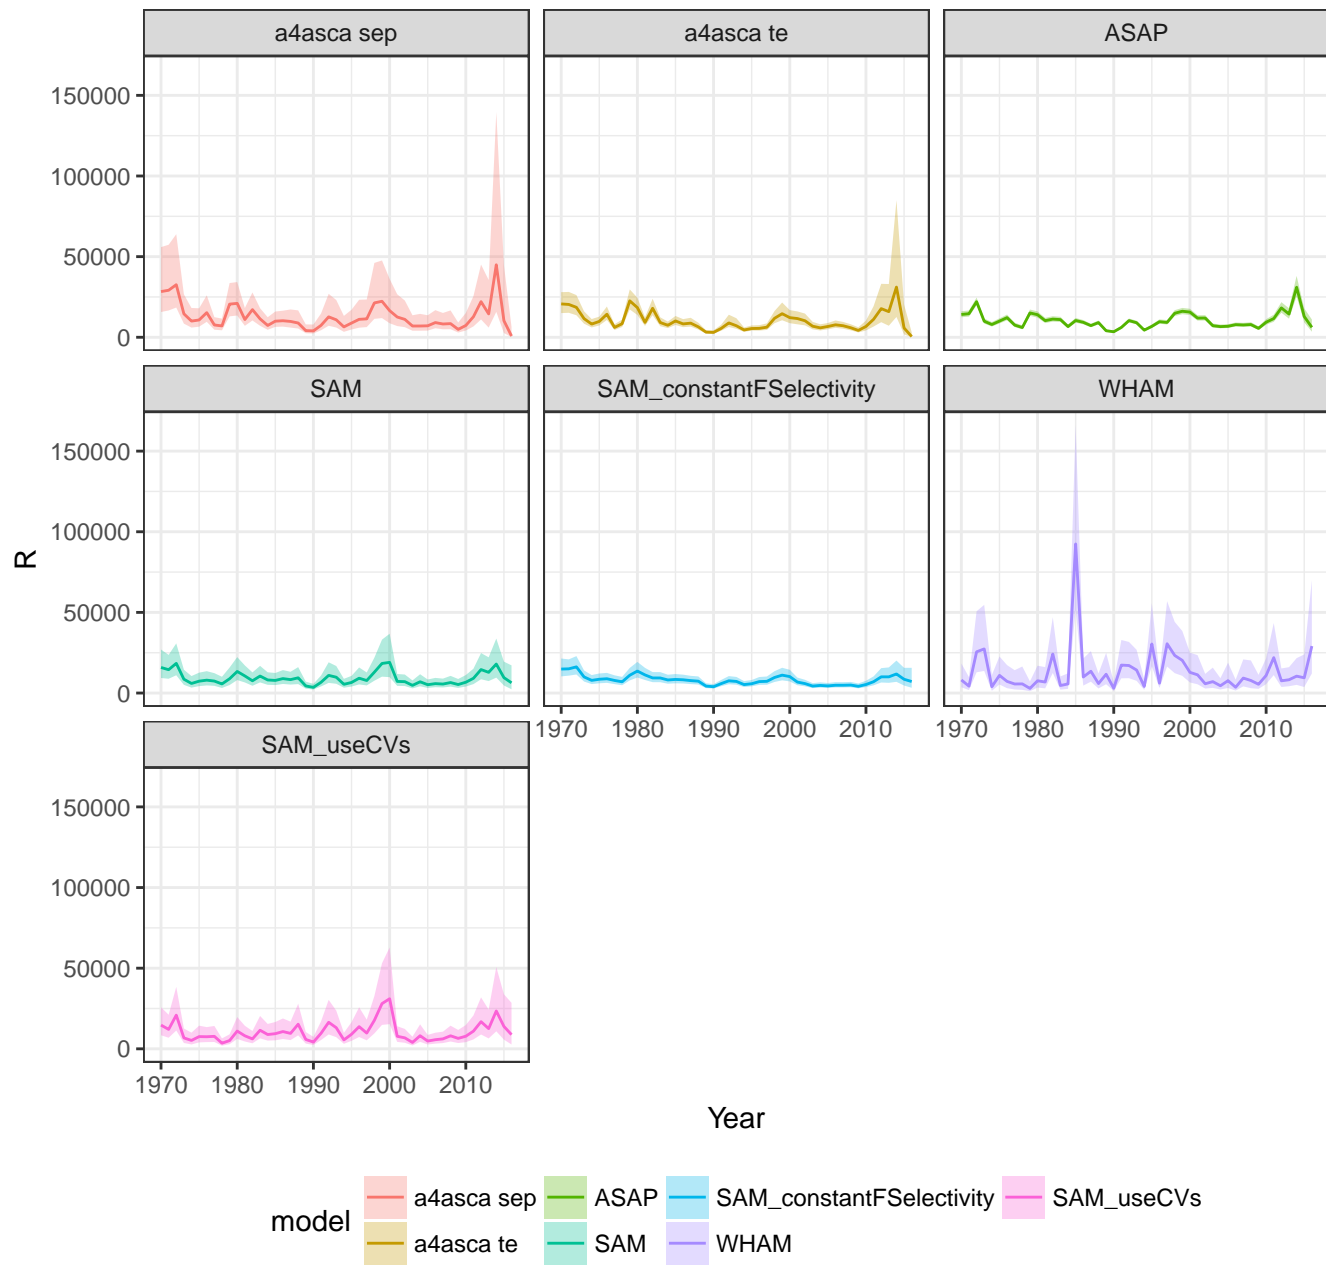 a4asca sep a4asca te ASAP
150000
100000
50000
0
SAM SAM_constantFSelectivity WHAM
150000
100000
50000
0
1970 1980 1990 2000 2010 1970 1980 1990 2000 2010
SAM_useCVs
150000
100000
50000
0
1970 1980 1990 2000 2010
R
Year
model
a4asca sep ASAP SAM_constantFSelectivity SAM_useCVs
a4asca te SAM WHAM